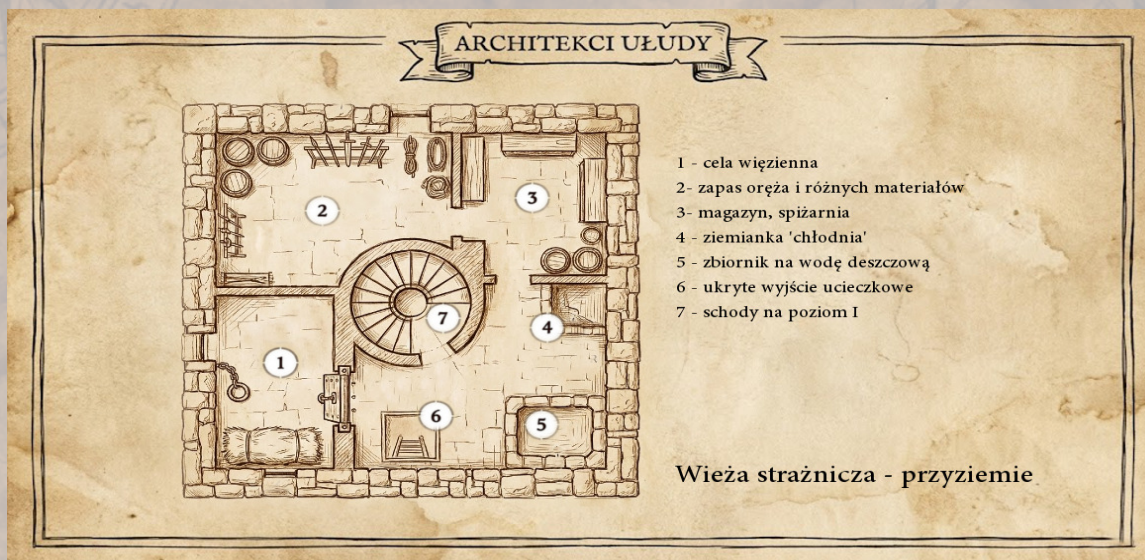 ARCHITEKCI UŁUDY
1 - cela więzienna
2- zapas oręża i różnych materiałów
3- magazyn, spiżarnia
4 - ziemianka 'chłodnia'
5 - zbiornik na wodę deszczową
6 - ukryte wyjście ucieczkowe
7 - schody na poziom I
2
3
7
4
1
6
5
Wieża strażnicza - przyziemie